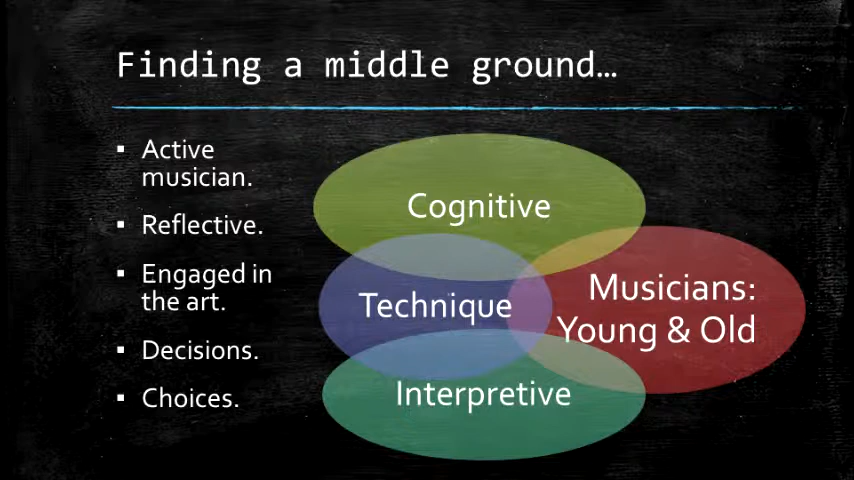 Finding a middle ground…
▪ Active
musician.
▪ Reflective.
▪ Engaged in
the art.
▪ Decisions.
▪ Choices.
Cognitive
Technique
Musicians:
Young & Old
Interpretive